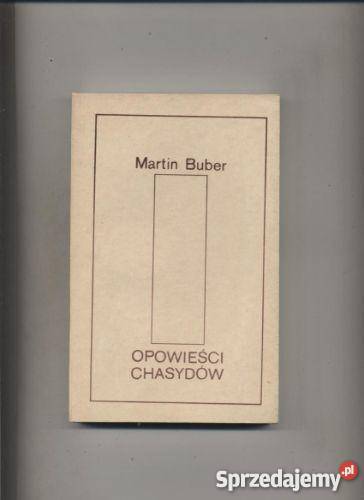 Martin Buber
OPOWIEŚCI
CHASYDÓW
Sprzedajemy.pl